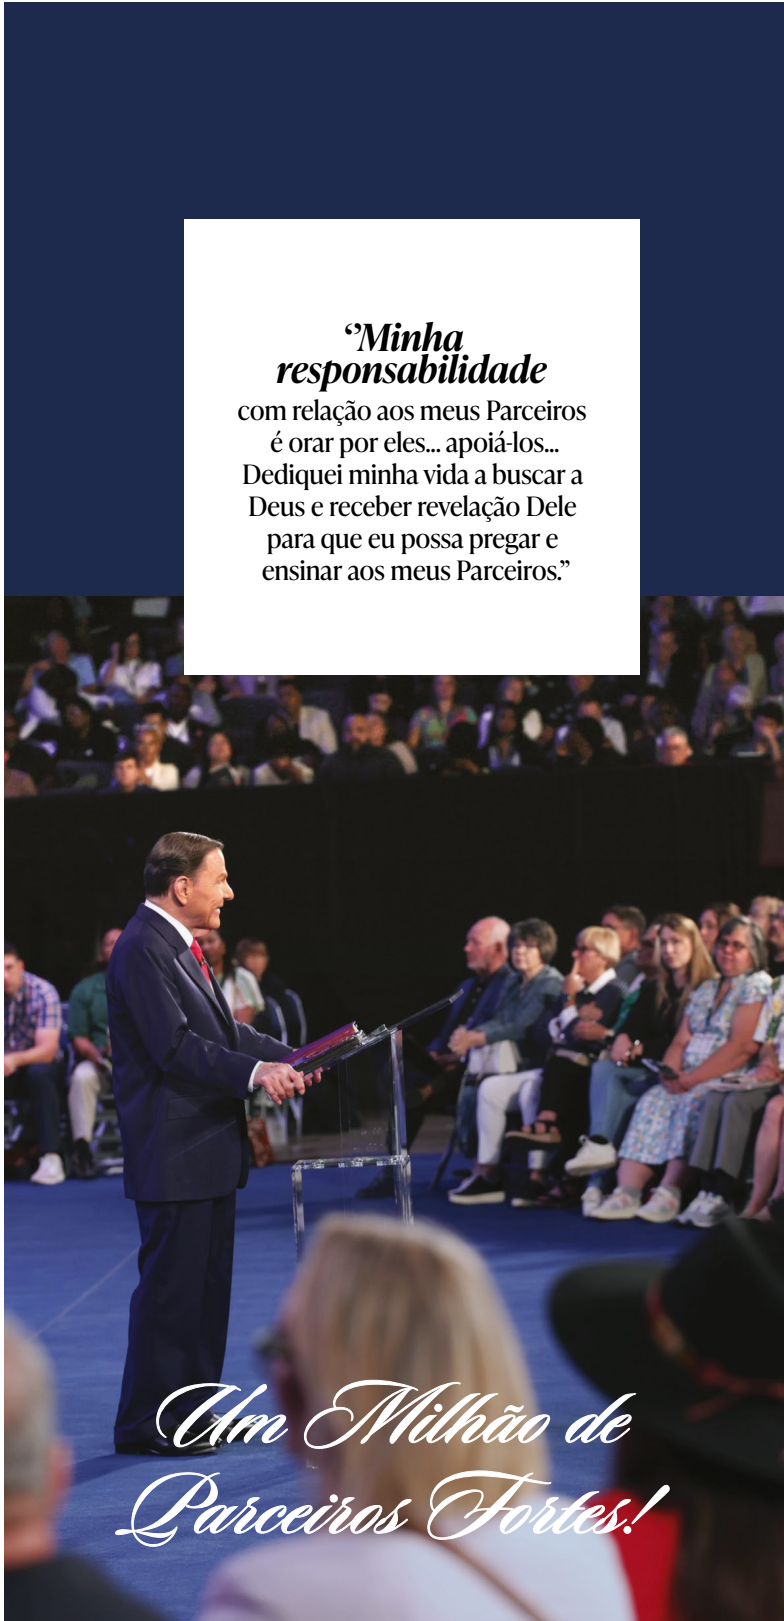 “Minha
responsabilidade
com relação aos meus Parceiros
é orar por eles... apoiá-los...
Dediquei minha vida a buscar a
Deus e receber revelação Dele
para que eu possa pregar e
ensinar aos meus Parceiros.”
Um Milhão de
Parceiros Fortes!